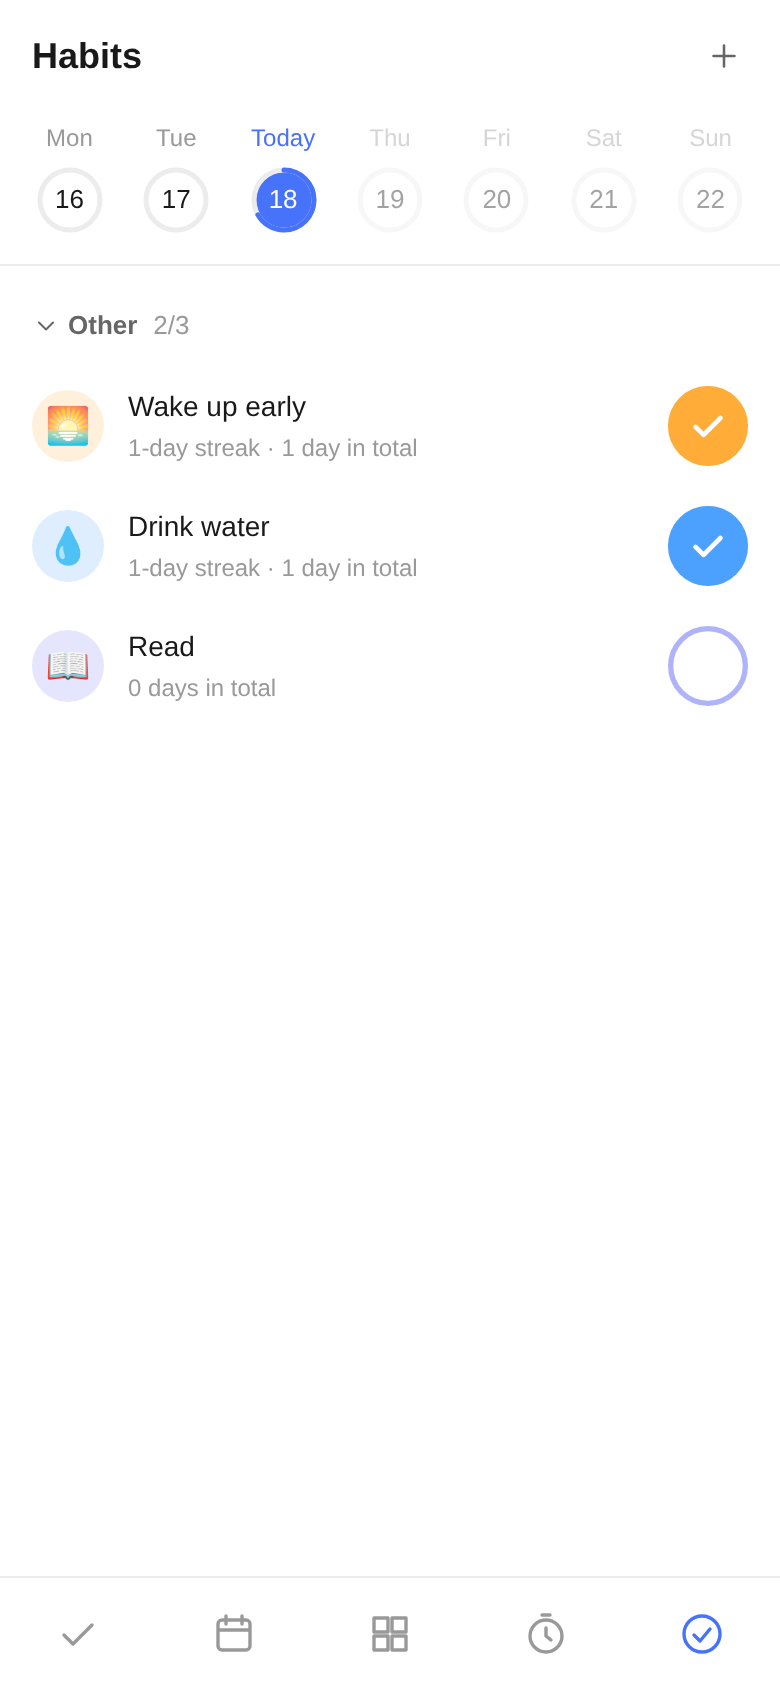 Habits
Mon Tue Today Thu Fri Sat Sun
16 17 18 19 20 21 22
Other 2/3
Wake up early
1-day streak · 1 day in total
Drink water
1-day streak · 1 day in total
Read
0 days in total